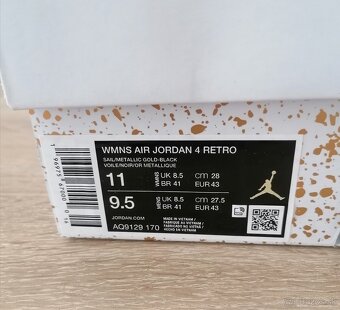 WMNS AIR JORDAN 4 RETRO
SAIL/METALLIC GOLD-BLACK
VOILE/NOIR/OR METALLIQUE
11 WMNS UK 8.5 CM 28
BR 41 EUR 43
9.5 UK 8.5 CM 27.5
BR 41 EUR 43
JORDAN.COM
AQ9129 170
MADE IN VIETNAM